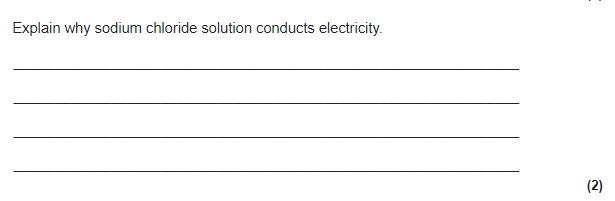 Explain why sodium chloride solution conducts electricity.
(2)